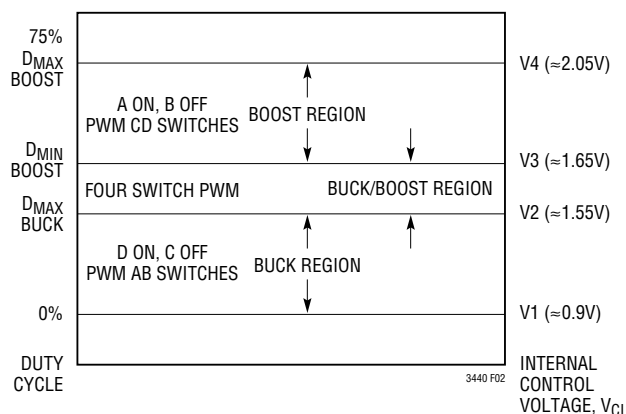 75%
DMAX
BOOST
V4 (≈2.05V)
A ON, B OFF
PWM CD SWITCHES
BOOST REGION
DMIN
BOOST
V3 (≈1.65V)
FOUR SWITCH PWM
BUCK/BOOST REGION
DMAX
BUCK
V2 (≈1.55V)
D ON, C OFF
PWM AB SWITCHES
BUCK REGION
0%
V1 (≈0.9V)
DUTY
CYCLE
3440 F02
INTERNAL
CONTROL
VOLTAGE,